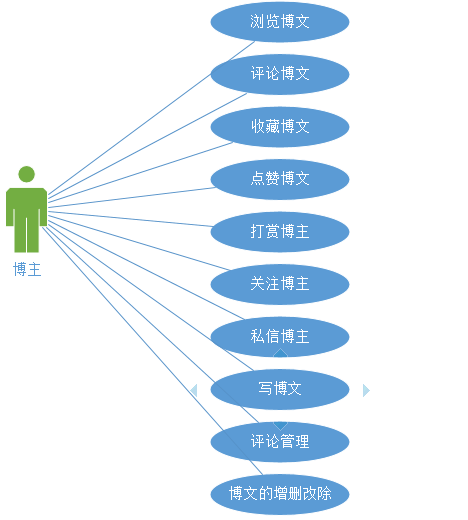 浏览博文
评论博文
收藏博文
点赞博文
打赏博主
关注博主
私信博主
写博文
评论管理
博文的增删改除
博主